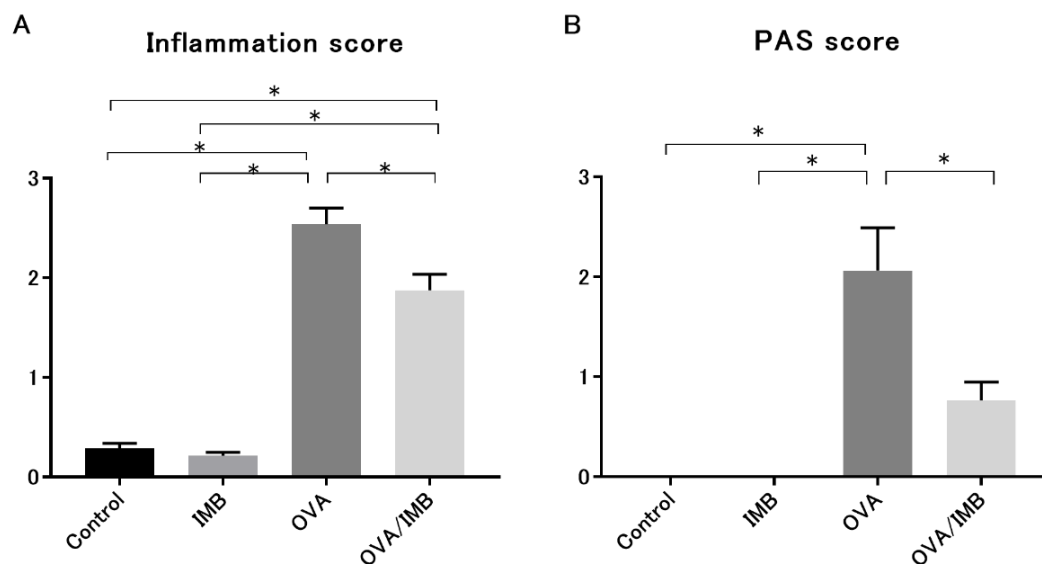 A
Inflammation score
*
*
*
*
*
3
2
1
0
Control
IMB
OVA
OVA/IMB
B
PAS score
*
*
*
3
2
1
0
Control
IMB
OVA
OVA/IMB